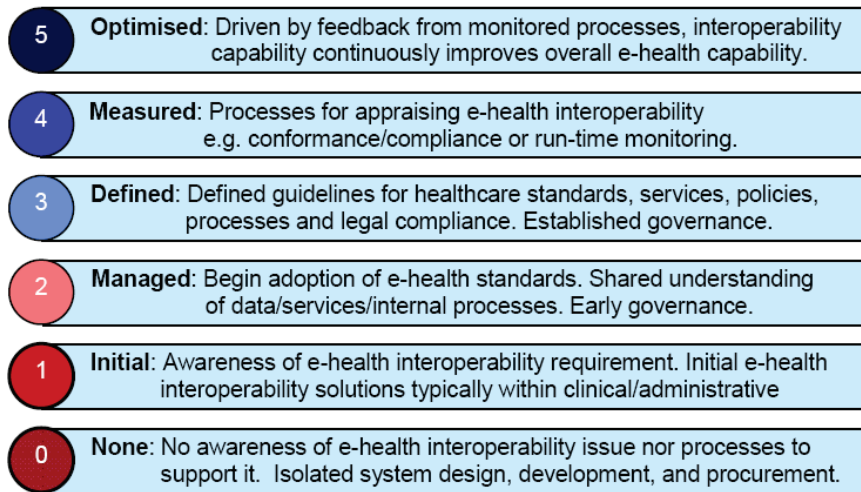 5
Optimised: Driven by feedback from monitored processes, interoperability
capability continuously improves overall e-health capability.
4
Measured: Processes for appraising e-health interoperability
e.g. conformance/compliance or run-time monitoring.
3
Defined: Defined guidelines for healthcare standards, services, policies,
processes and legal compliance. Established governance.
2
Managed: Begin adoption of e-health standards. Shared understanding
of data/services/internal processes. Early governance.
1
Initial: Awareness of e-health interoperability requirement. Initial e-health
interoperability solutions typically within clinical/administrative
0
None: No awareness of e-health interoperability issue nor processes to
support it. Isolated system design, development, and procurement.